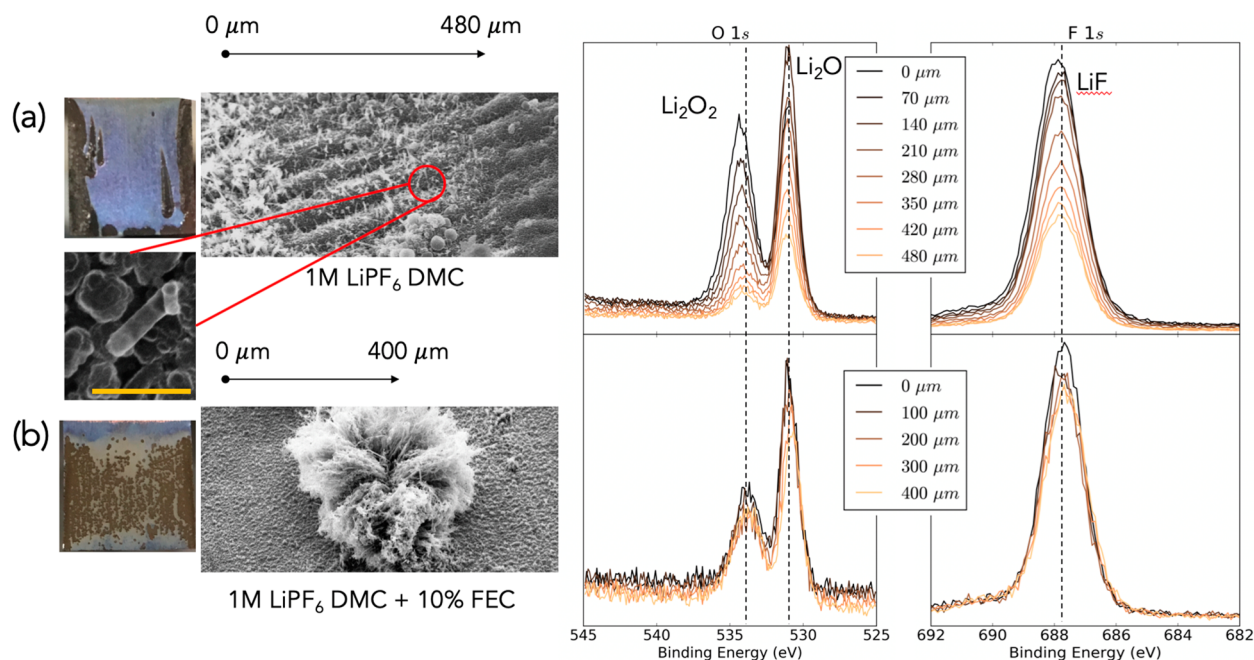 0 μm
480 μm
(a)
1M LiPF₆ DMC
0 μm
400 μm
(b)
1M LiPF₆ DMC + 10% FEC
O 1s
Li₂O₂
Li₂O
0 μm
70 μm
140 μm
210 μm
280 μm
350 μm
420 μm
480 μm
F 1s
LiF
0 μm
100 μm
200 μm
300 μm
400 μm
545
540
535
530
525
Binding Energy (eV)
692
690
688
686
684
682
Binding Energy (eV)